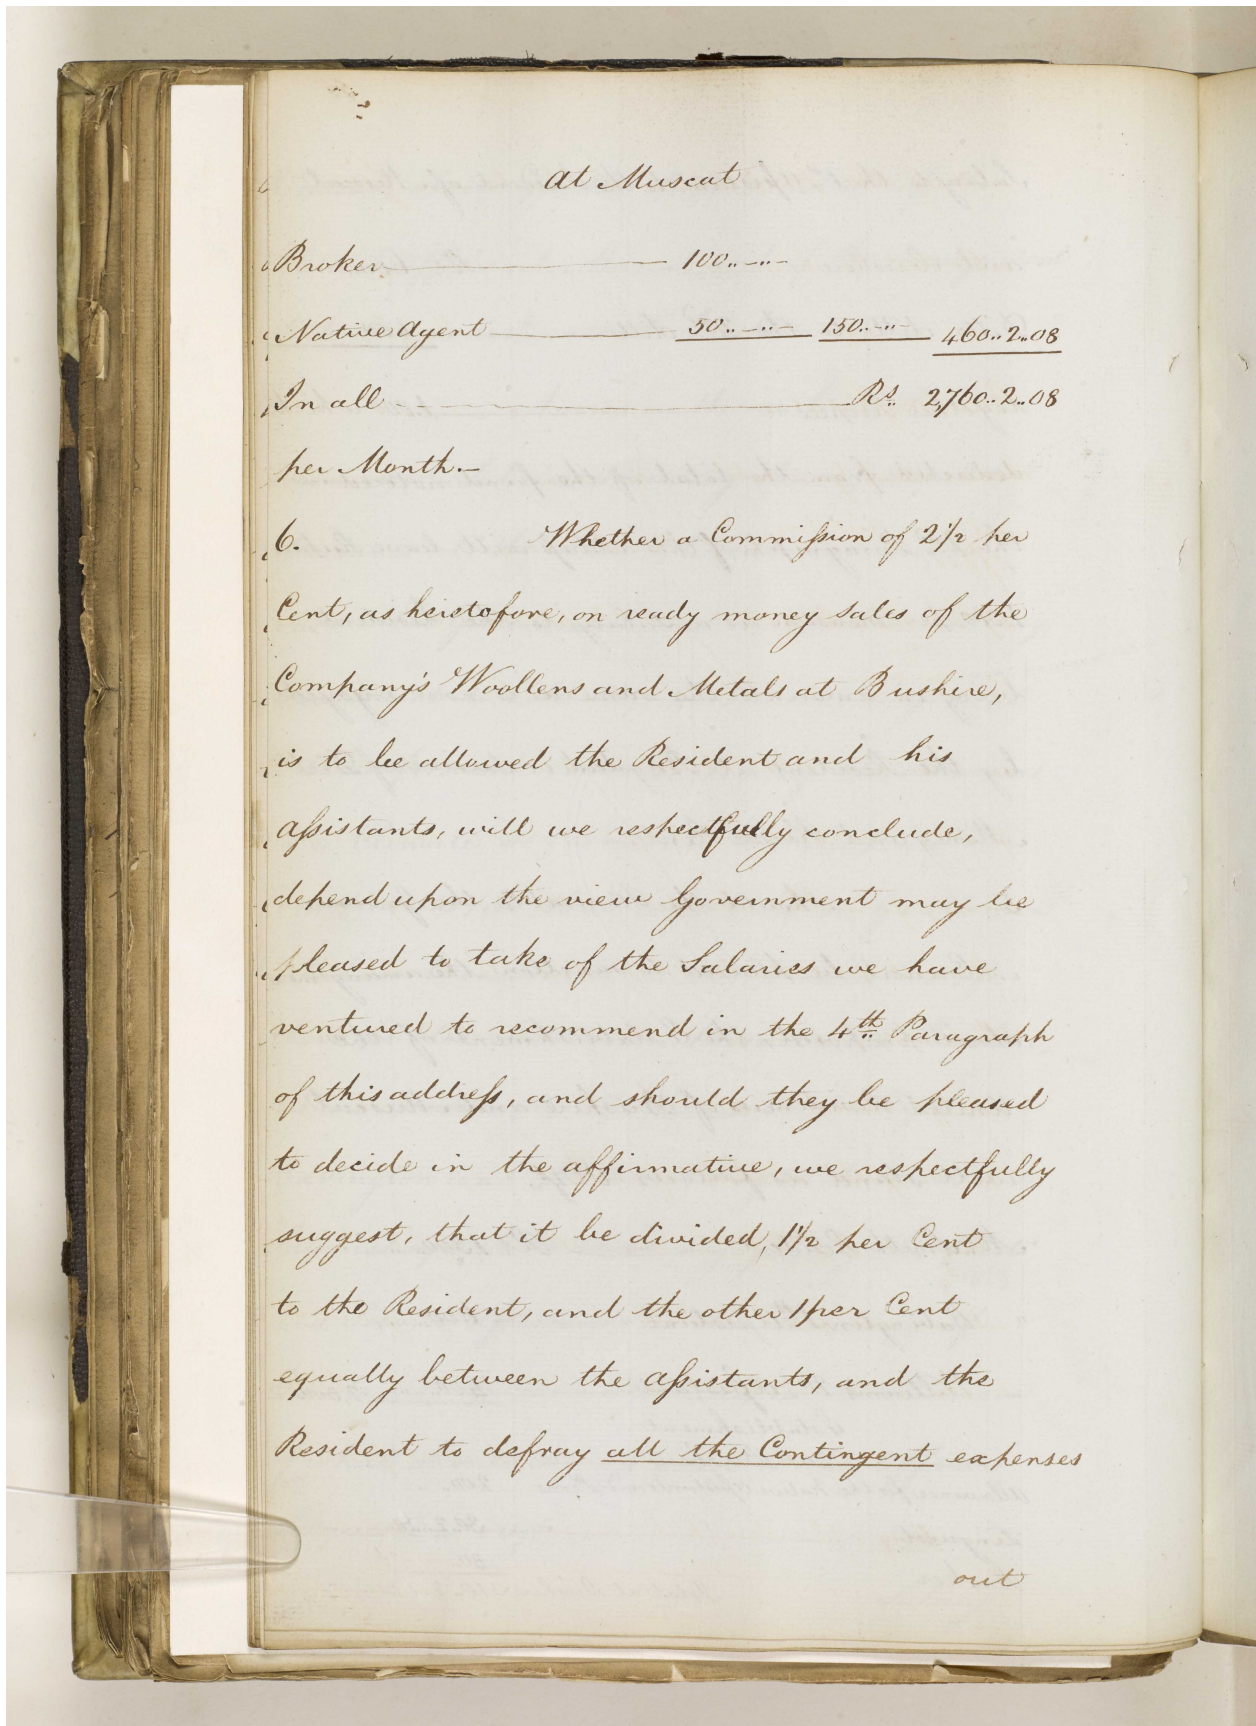 At Muscat
Broker 100..–..–
Native Agent 50..–..– 150..–..– 460..2..08
In all Rs. 2,760..2..08
per Month.–
6. Whether a Commission of 2½ per
Cent, as heretofore, on ready money sales of the
Company's Woollens and Metals at Bushire,
is to be allowed the Resident and his
Assistants, will we respectfully conclude,
depend upon the view Government may be
pleased to take of the Salaries we have
ventured to recommend in the 4th Paragraph
of this address, and should they be pleased
to decide in the affirmative, we respectfully
suggest, that it be divided, 1½ per Cent
to the Resident, and the other 1 per Cent
equally between the Assistants, and the
Resident to defray all the Contingent expenses
out